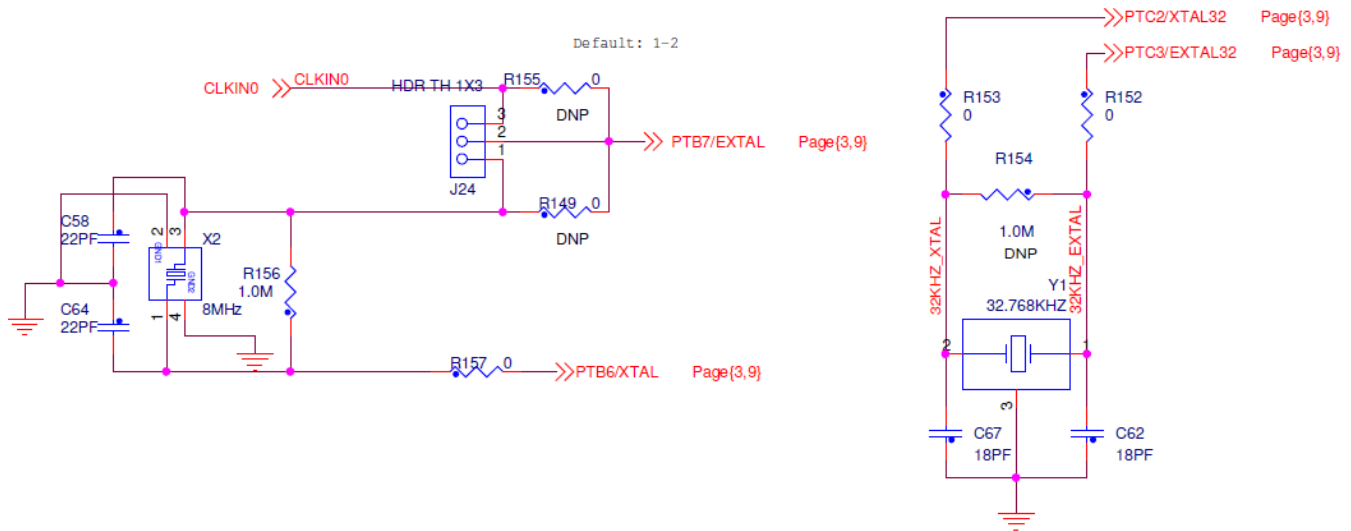 PTC2/XTAL32 Page{3,9}
Default: 1-2
PTC3/EXTAL32 Page{3,9}
CLKIN0 CLKIN0 HDR TH 1X3 R155 0
DNP
3
2
1
PTB7/EXTAL Page{3,9}
J24
R149 0
DNP
R153
0
R152
0
R154
1.0M
DNP
32KHZ_XTAL
32KHZ_EXTAL
C58
22PF
2
3
GND1
GND2
X2
8MHz
1
4
R156
1.0M
C64
22PF
R157 0
PTB6/XTAL Page{3,9}
Y1
32.768KHZ
2
1
3
C67
18PF
C62
18PF